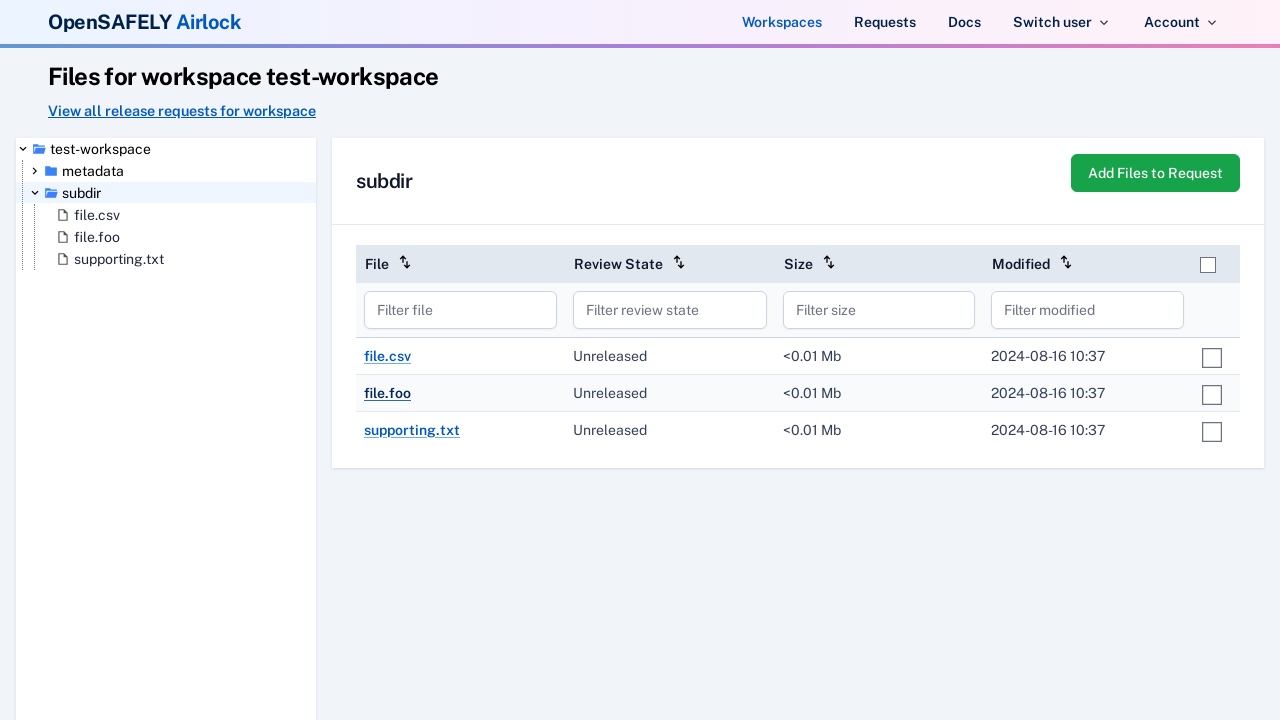 OpenSAFELY Airlock
Workspaces Requests Docs Switch user Account
Files for workspace test-workspace
View all release requests for workspace
test-workspace
metadata
subdir
file.csv
file.foo
supporting.txt
subdir
Add Files to Request
File Review State Size Modified
Filter file Filter review state Filter size Filter modified
file.csv Unreleased <0.01 Mb 2024-08-16 10:37
file.foo Unreleased <0.01 Mb 2024-08-16 10:37
supporting.txt Unreleased <0.01 Mb 2024-08-16 10:37